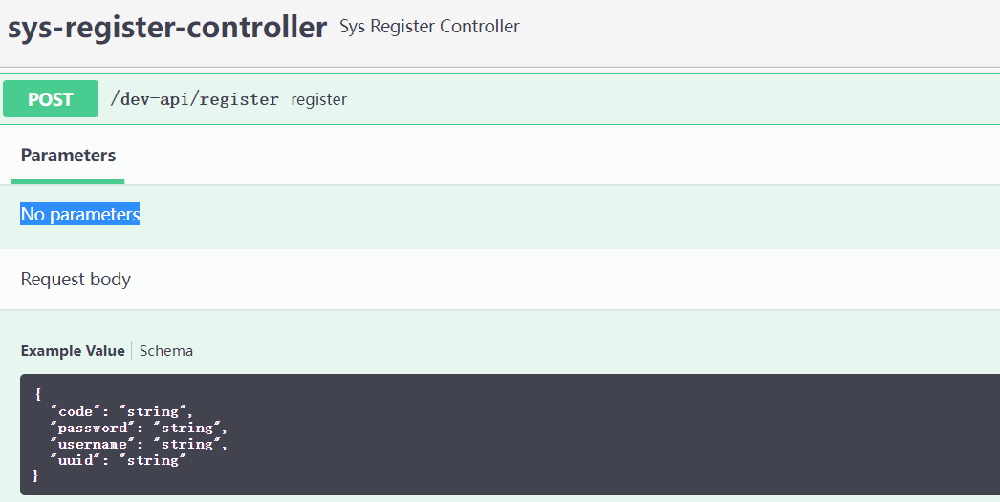 sys-register-controller Sys Register Controller
POST /dev-api/register register
Parameters
No parameters
Request body
Example Value Schema
{
"code": "string",
"password": "string",
"username": "string",
"uuid": "string"
}